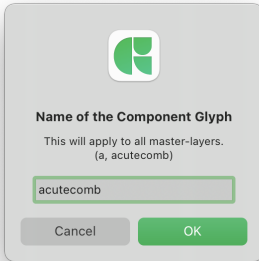 Name of the Component Glyph
This will apply to all master-layers.
(a, acutecomb)
acutecomb
Cancel OK